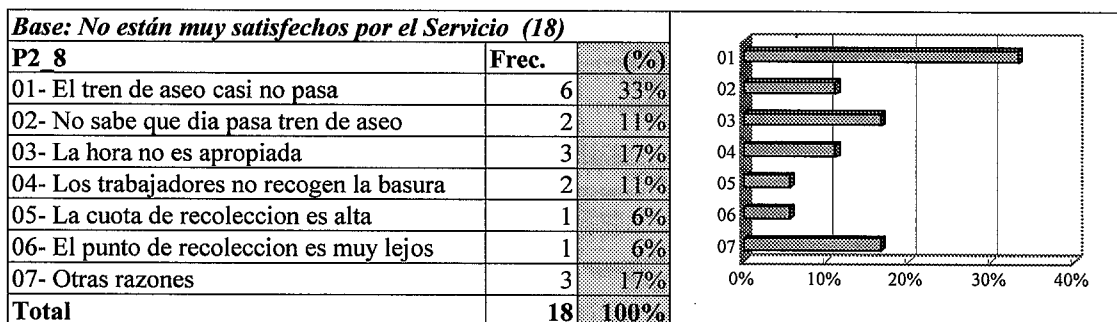 Base: No están muy satisfechos por el Servicio (18)
P2_8 Frec. (%)
01- El tren de aseo casi no pasa 6 33%
02- No sabe que dia pasa tren de aseo 2 11%
03- La hora no es apropiada 3 17%
04- Los trabajadores no recogen la basura 2 11%
05- La cuota de recoleccion es alta 1 6%
06- El punto de recoleccion es muy lejos 1 6%
07- Otras razones 3 17%
Total 18 100%
01
02
03
04
05
06
07
0% 10% 20% 30% 40%